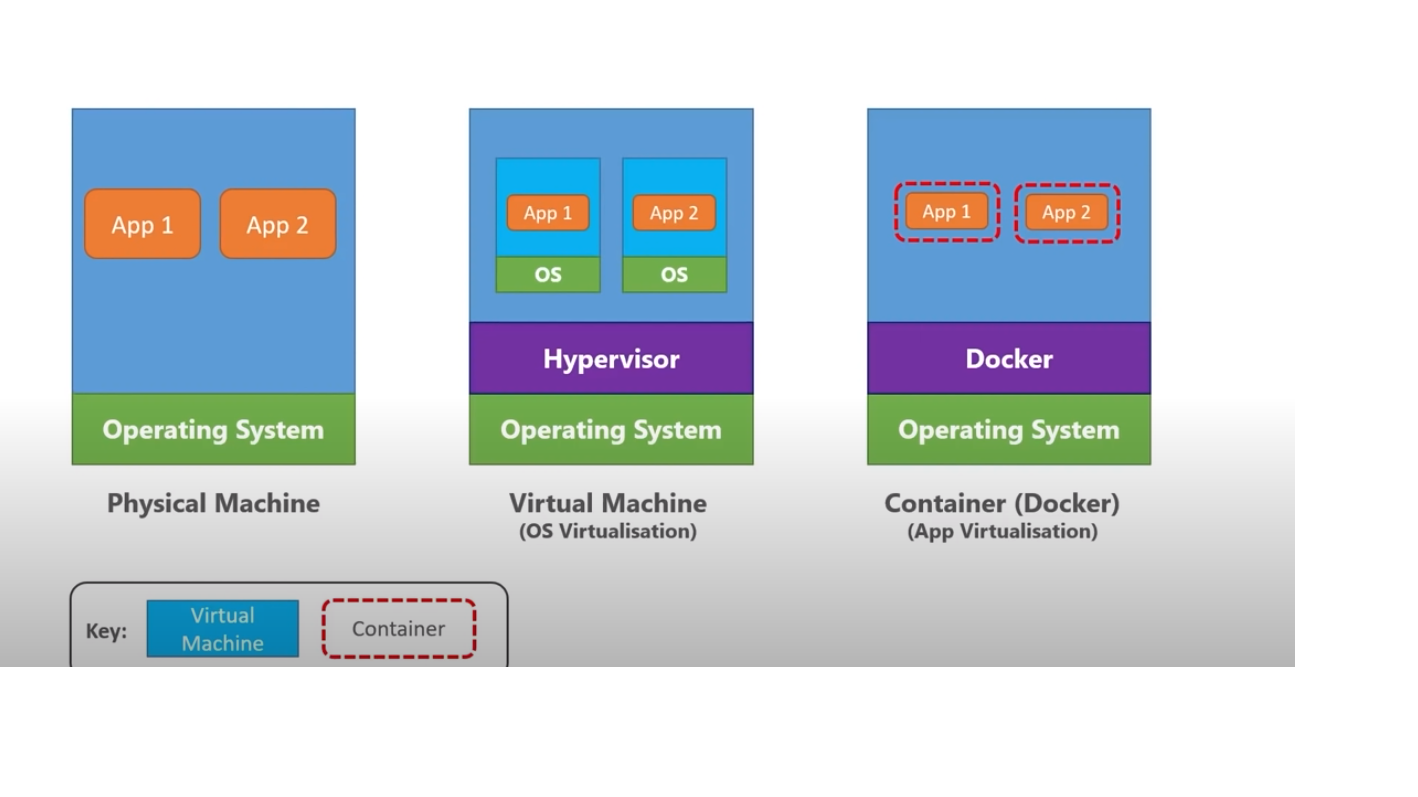 App 1
App 2
Operating System
Physical Machine
App 1
App 2
OS
OS
Hypervisor
Operating System
Virtual Machine
(OS Virtualisation)
App 1
App 2
Docker
Operating System
Container (Docker)
(App Virtualisation)
Key:
Virtual
Machine
Container